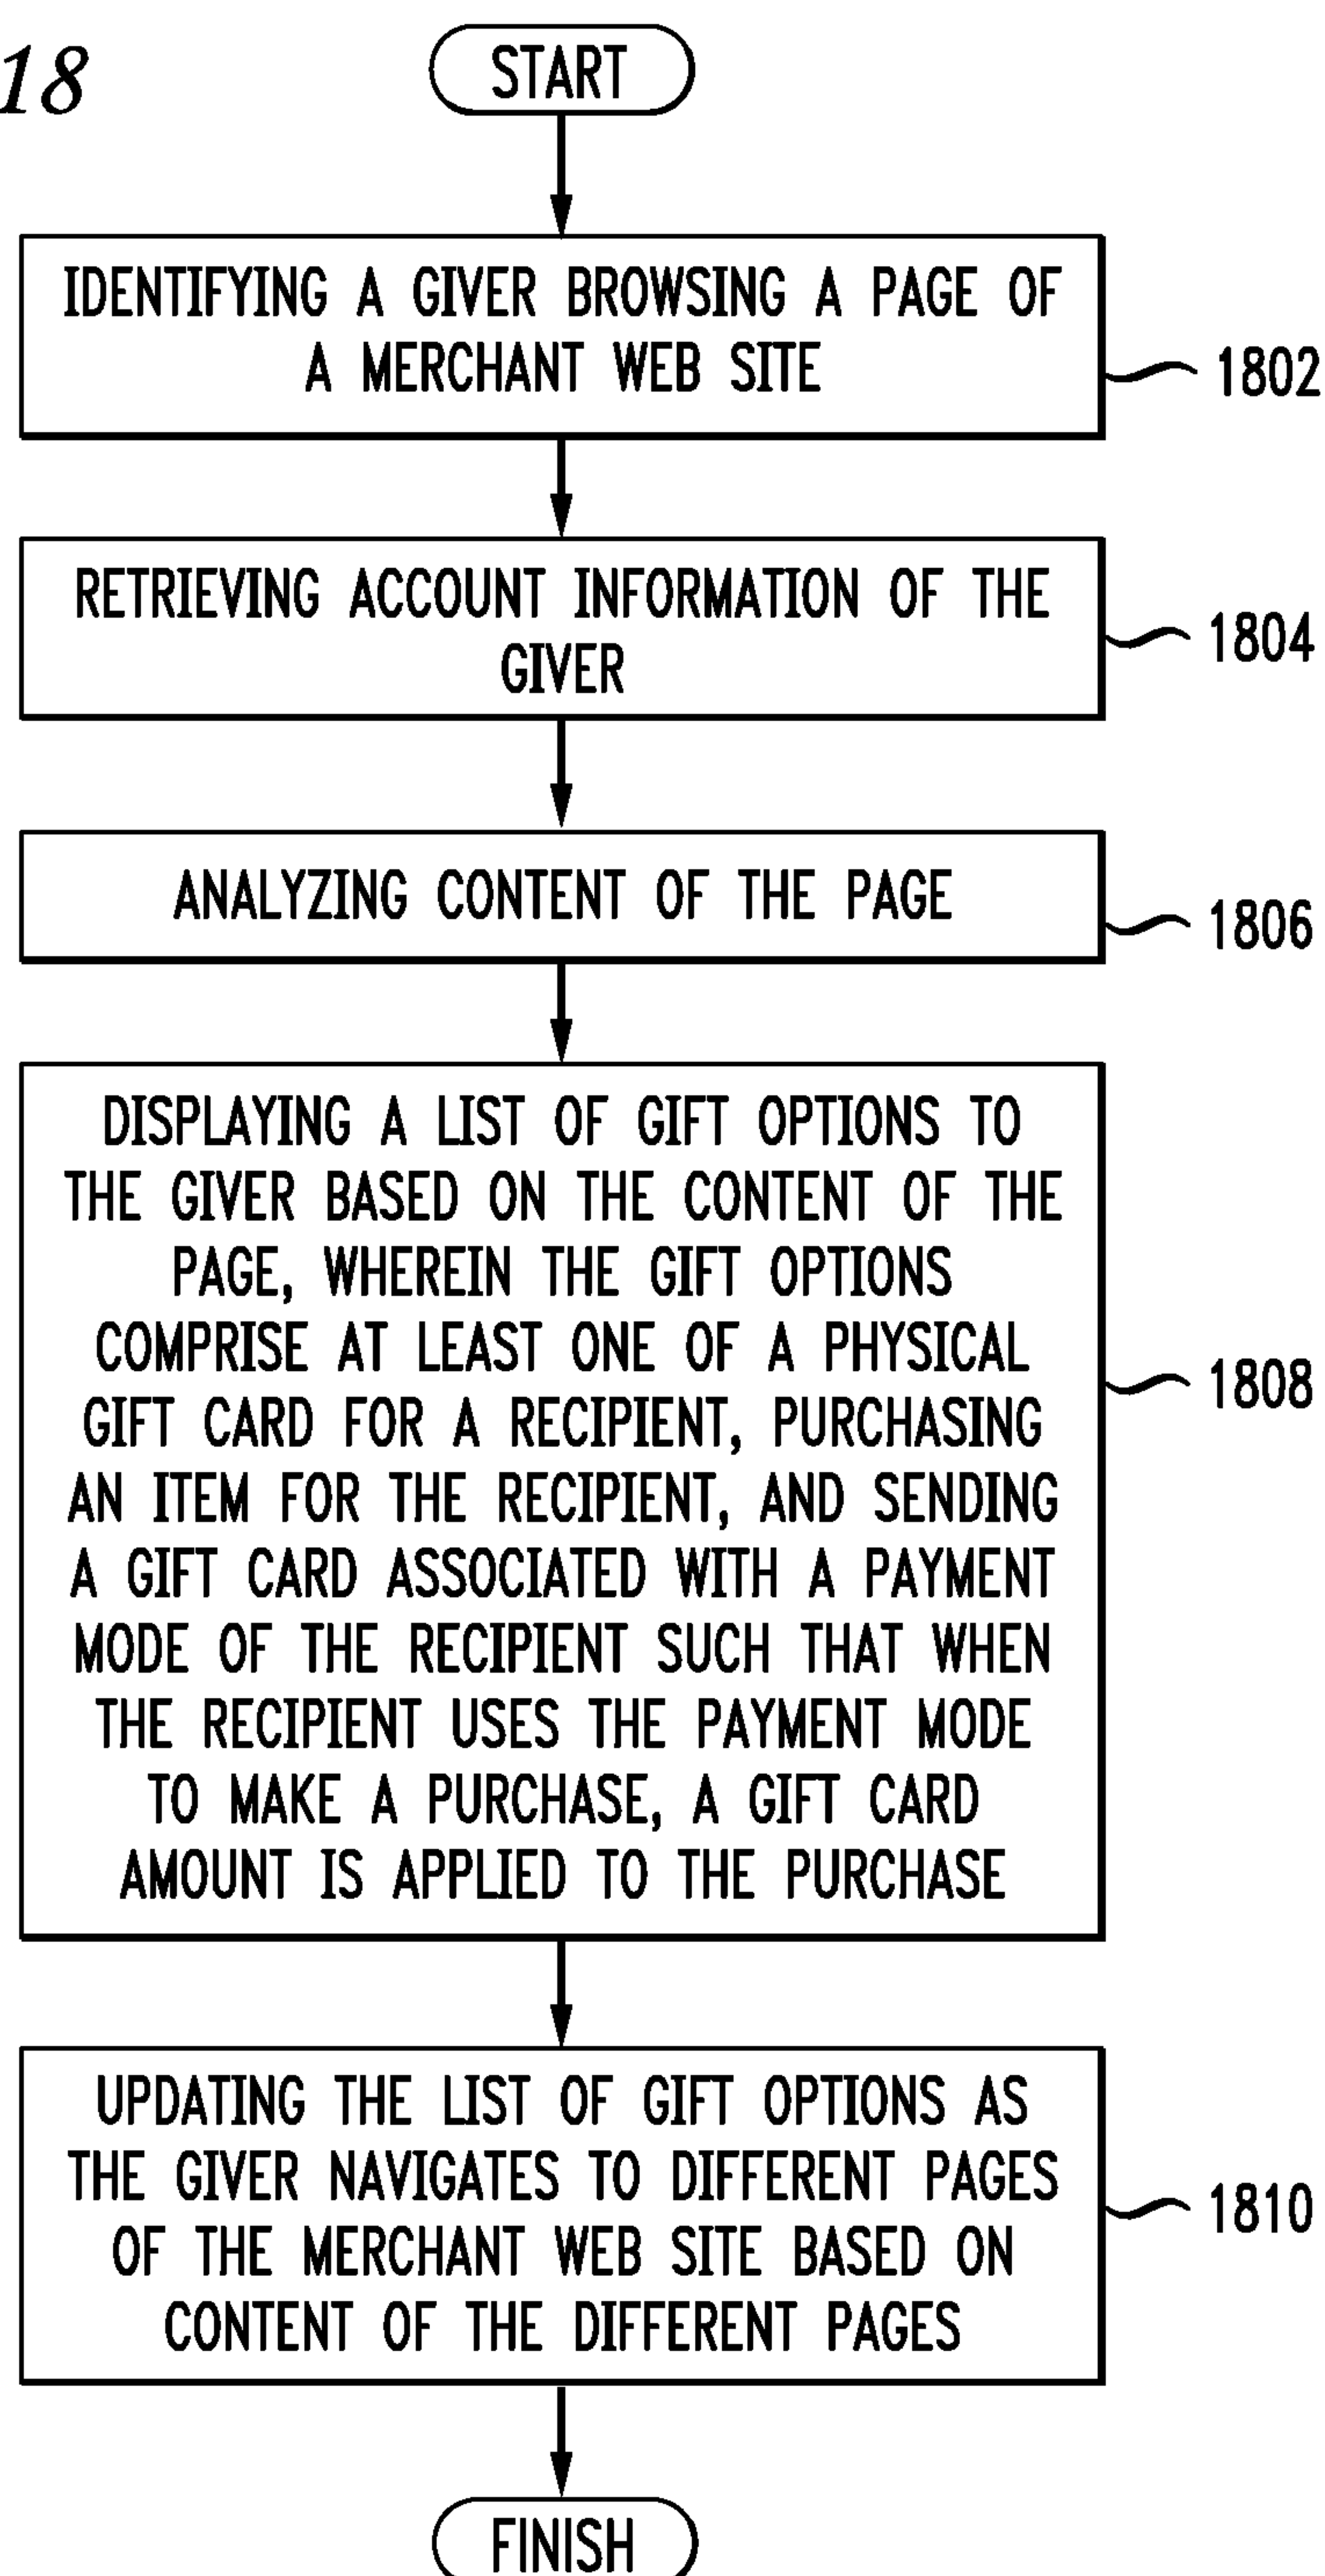 18
START
IDENTIFYING A GIVER BROWSING A PAGE OF
A MERCHANT WEB SITE
1802
RETRIEVING ACCOUNT INFORMATION OF THE
GIVER
1804
ANALYZING CONTENT OF THE PAGE
1806
DISPLAYING A LIST OF GIFT OPTIONS TO
THE GIVER BASED ON THE CONTENT OF THE
PAGE, WHEREIN THE GIFT OPTIONS
COMPRISE AT LEAST ONE OF A PHYSICAL
GIFT CARD FOR A RECIPIENT, PURCHASING
AN ITEM FOR THE RECIPIENT, AND SENDING
A GIFT CARD ASSOCIATED WITH A PAYMENT
MODE OF THE RECIPIENT SUCH THAT WHEN
THE RECIPIENT USES THE PAYMENT MODE
TO MAKE A PURCHASE, A GIFT CARD
AMOUNT IS APPLIED TO THE PURCHASE
1808
UPDATING THE LIST OF GIFT OPTIONS AS
THE GIVER NAVIGATES TO DIFFERENT PAGES
OF THE MERCHANT WEB SITE BASED ON
CONTENT OF THE DIFFERENT PAGES
1810
FINISH